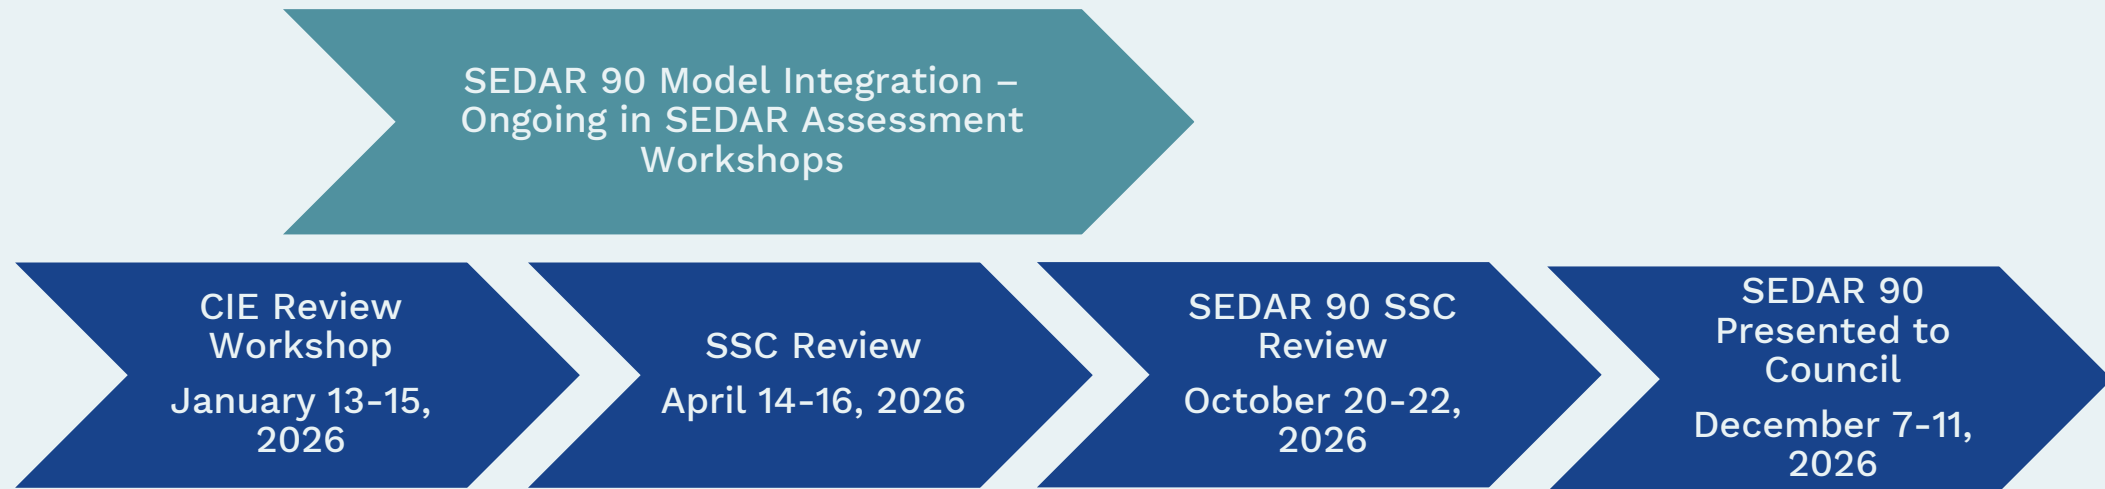 SEDAR 90 Model Integration –
Ongoing in SEDAR Assessment
Workshops
CIE Review
Workshop
January 13-15,
2026
SSC Review
April 14-16, 2026
SEDAR 90 SSC
Review
October 20-22,
2026
SEDAR 90
Presented to
Council
December 7-11,
2026